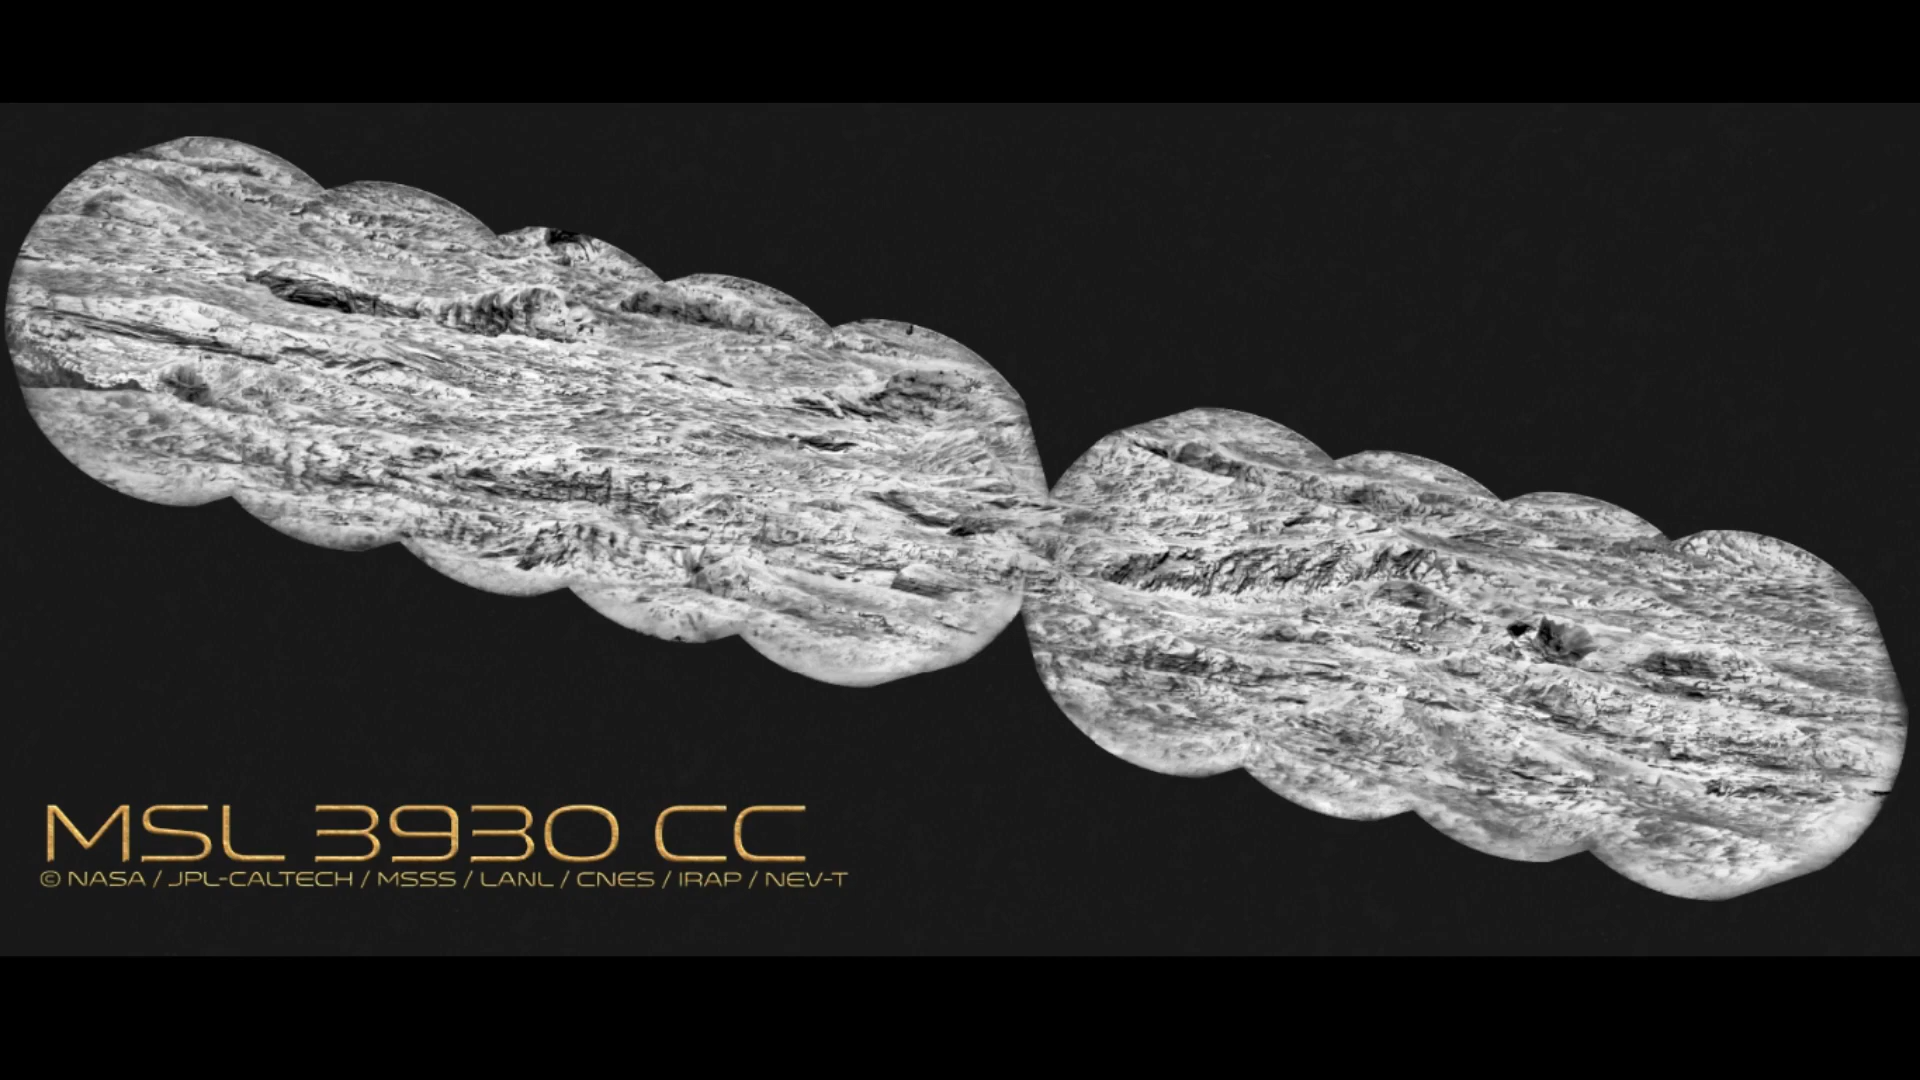 MSL 3930 CC
© NASA / JPL-CALTECH / MSSS / LANL / CNES / IRAP / NEV-T